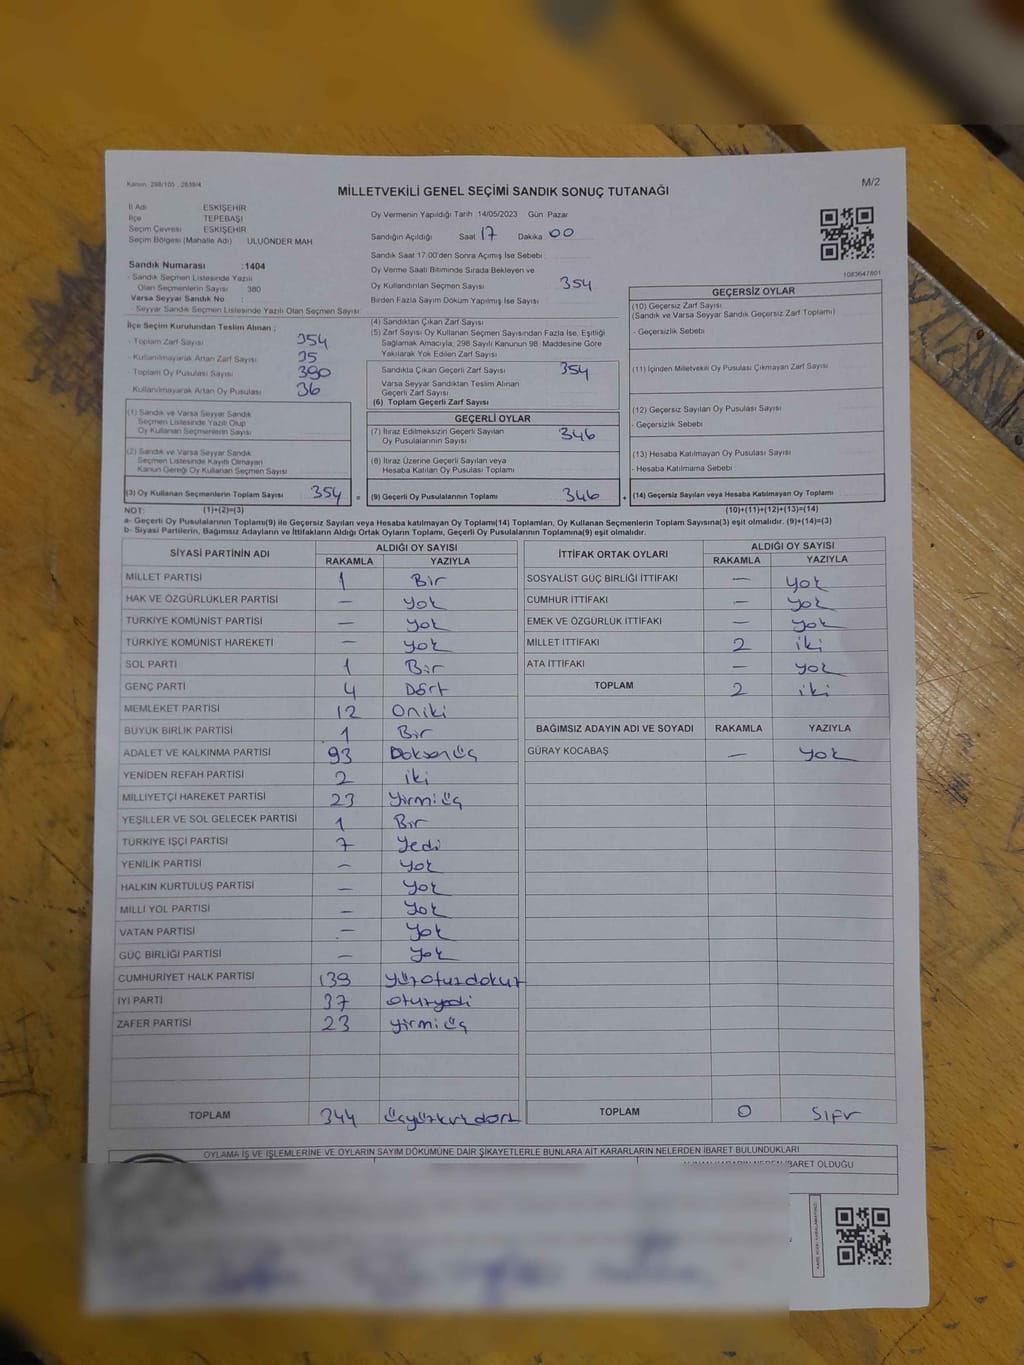 Kanun: 298/105 , 2839/4
M/2
MİLLETVEKİLİ GENEL SEÇİMİ SANDIK SONUÇ TUTANAĞI
İl Adı ESKİŞEHİR
İlçe TEPEBAŞI
Seçim Çevresi ESKİŞEHİR
Seçim Bölgesi (Mahalle Adı) ULUÖNDER MAH
Sandık Numarası :1404
- Sandık Seçmen Listesinde Yazılı
Olan Seçmenlerin Sayısı 380
Varsa Seyyar Sandık No :
- Seyyar Sandık Seçmen Listesinde Yazılı Olan Seçmen Sayısı
Oy Vermenin Yapıldığı Tarih :14/05/2023 Gün :Pazar
Sandığın Açıldığı Saat 17 Dakika 00
Sandık Saat 17:00'den Sonra Açımış İse Sebebi
Oy Verme Saati Bitiminde Sırada Bekleyen ve
Oy Kullandırılan Seçmen Sayısı 354
Birden Fazla Sayım Döküm Yapılmış İse Sayısı
1083647801
İlçe Seçim Kurulundan Teslim Alınan ;
- Toplam Zarf Sayısı 354
- Kullanılmayarak Artan Zarf Sayısı 35
- Toplam Oy Pusulası Sayısı 390
Kullanılmayarak Artan Oy Pusulası 36
(1) Sandık ve Varsa Seyyar Sandık
Seçmen Listesinde Yazılı Olup
Oy Kullanan Seçmenlerin Sayısı
(2) Sandık ve Varsa Seyyar Sandık
Seçmen Listesinde Kayıtlı Olmayan
Kanun Gereği Oy Kullanan Seçmen Sayısı
(3) Oy Kullanan Seçmenlerin Toplam Sayısı 354 =
(4) Sandıktan Çıkan Zarf Sayısı
(5) Zarf Sayısı Oy Kullanan Seçmen Sayısından Fazla İse, Eşitliği
Sağlamak Amacıyla, 298 Sayılı Kanunun 98. Maddesine Göre
Yakılarak Yok Edilen Zarf Sayısı
Sandıkta Çıkan Geçerli Zarf Sayısı 354
Varsa Seyyar Sandıktan Teslim Alınan
Geçerli Zarf Sayısı
(6) Toplam Geçerli Zarf Sayısı
GEÇERLİ OYLAR
(7) İtiraz Edilmeksizin Geçerli Sayılan
Oy Pusulalarının Sayısı 346
(8) İtiraz Üzerine Geçerli Sayılan veya
Hesaba Katılan Oy Pusulası Toplamı
(9) Geçerli Oy Pusulalarının Toplamı 346 +
GEÇERSİZ OYLAR
(10) Geçersiz Zarf Sayısı
(Sandık ve Varsa Seyyar Sandık Geçersiz Zarf Toplamı)
- Geçersizlik Sebebi
(11) İçinden Milletvekili Oy Pusulası Çıkmayan Zarf Sayısı
(12) Geçersiz Sayılan Oy Pusulası Sayısı
- Geçersizlik Sebebi
(13) Hesaba Katılmayan Oy Pusulası Sayısı
- Hesaba Katılmama Sebebi
(14) Geçersiz Sayılan veya Hesaba Katılmayan Oy Toplamı
NOT: (1)+(2)=(3) (10)+(11)+(12)+(13)=(14)
a- Geçerli Oy Pusulalarının Toplamı(9) ile Geçersiz Sayılan veya Hesaba katılmayan Oy Toplamı(14) Toplamları, Oy Kullanan Seçmenlerin Toplam Sayısına(3) eşit olmalıdır. (9)+(14)=(3)
b- Siyasi Partilerin, Bağımsız Adayların ve İttifakların Aldığı Ortak Oyların Toplamı, Geçerli Oy Pusulalarının Toplamına(9) eşit olmalıdır.
SİYASİ PARTİNİN ADI ALDIĞI OY SAYISI
RAKAMLA YAZIYLA
MİLLET PARTİSİ 1 Bir
HAK VE ÖZGÜRLÜKLER PARTİSİ — yok
TÜRKİYE KOMÜNİST PARTİSİ — yok
TÜRKİYE KOMÜNİST HAREKETİ — yok
SOL PARTİ 1 Bir
GENÇ PARTİ 4 Dört
MEMLEKET PARTİSİ 12 Oniki
BÜYÜK BİRLİK PARTİSİ 1 Bir
ADALET VE KALKINMA PARTİSİ 93 Doksanüç
YENİDEN REFAH PARTİSİ 2 iki
MİLLİYETÇİ HAREKET PARTİSİ 23 yirmi üç
YEŞİLLER VE SOL GELECEK PARTİSİ 1 Bir
TÜRKİYE İŞÇİ PARTİSİ 7 yedi
YENİLİK PARTİSİ — yok
HALKIN KURTULUŞ PARTİSİ — yok
MİLLİ YOL PARTİSİ — yok
VATAN PARTİSİ — yok
GÜÇ BİRLİĞİ PARTİSİ — yok
CUMHURİYET HALK PARTİSİ 139 yüzotuzdokuz
İYİ PARTİ 37 otuzyedi
ZAFER PARTİSİ 23 yirmi üç
TOPLAM 344 üçyüzkırkdört
İTTİFAK ORTAK OYLARI ALDIĞI OY SAYISI
RAKAMLA YAZIYLA
SOSYALİST GÜÇ BİRLİĞİ İTTİFAKI — yok
CUMHUR İTTİFAKI — yok
EMEK VE ÖZGÜRLÜK İTTİFAKI — yok
MİLLET İTTİFAKI 2 iki
ATA İTTİFAKI — yok
TOPLAM 2 iki
BAĞIMSIZ ADAYIN ADI VE SOYADI RAKAMLA YAZIYLA
GÜRAY KOCABAŞ — yok
TOPLAM 0 Sıfır
OYLAMA İŞ VE İŞLEMLERİNE VE OYLARIN SAYIM DÖKÜMÜNE DAİR ŞİKAYETLERLE BUNLARA AİT KARARLARIN NELERDEN İBARET BULUNDUKLARI
İBARET OLDUĞU